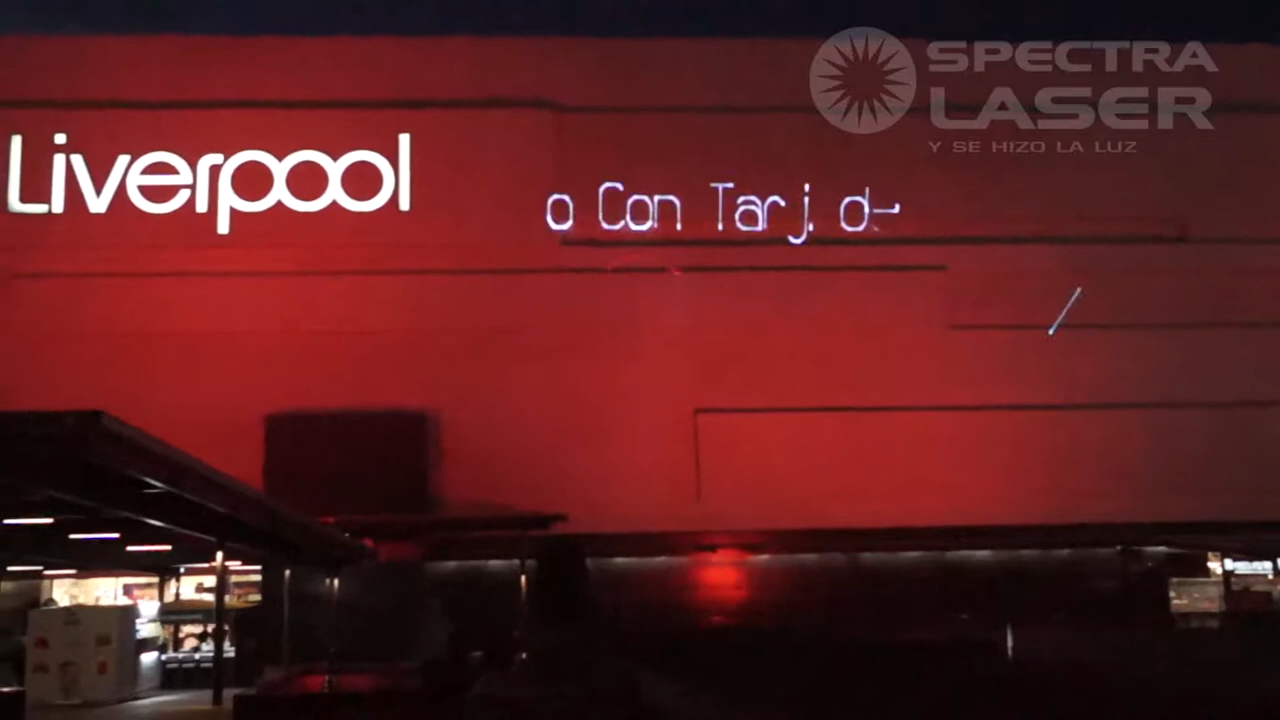 SPECTRA
LASER
Y SE HIZO LA LUZ
Liverpool
o Con Tarj. d